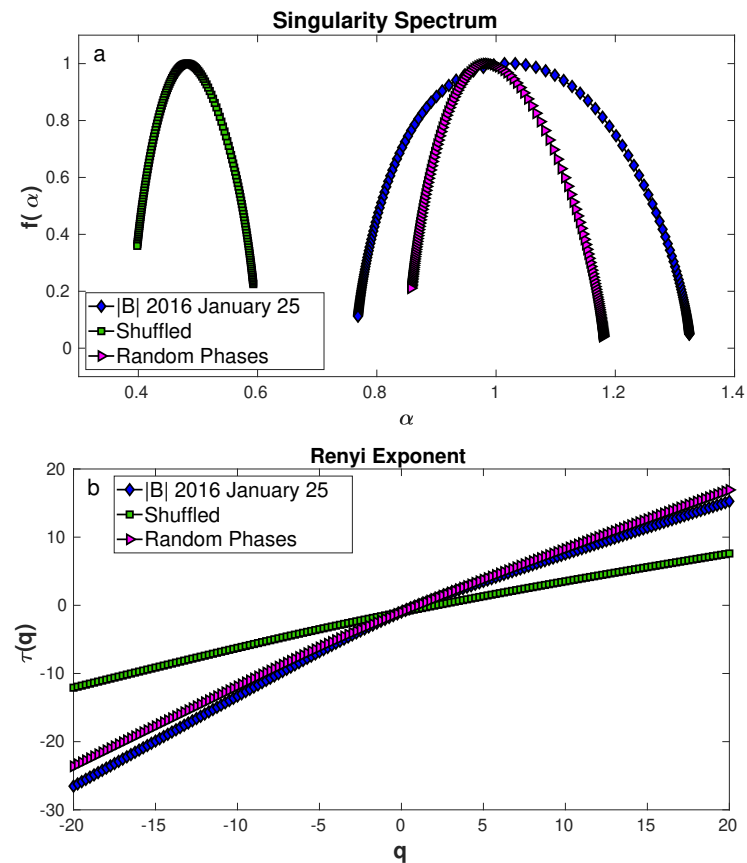 Singularity Spectrum
a
1
0.8
0.6
0.4
0.2
0
f( α)
|B| 2016 January 25
Shuffled
Random Phases
0.4 0.6 0.8 1 1.2 1.4
α
Renyi Exponent
b
20
10
0
-10
-20
-30
τ(q)
|B| 2016 January 25
Shuffled
Random Phases
-20 -15 -10 -5 0 5 10 15 20
q